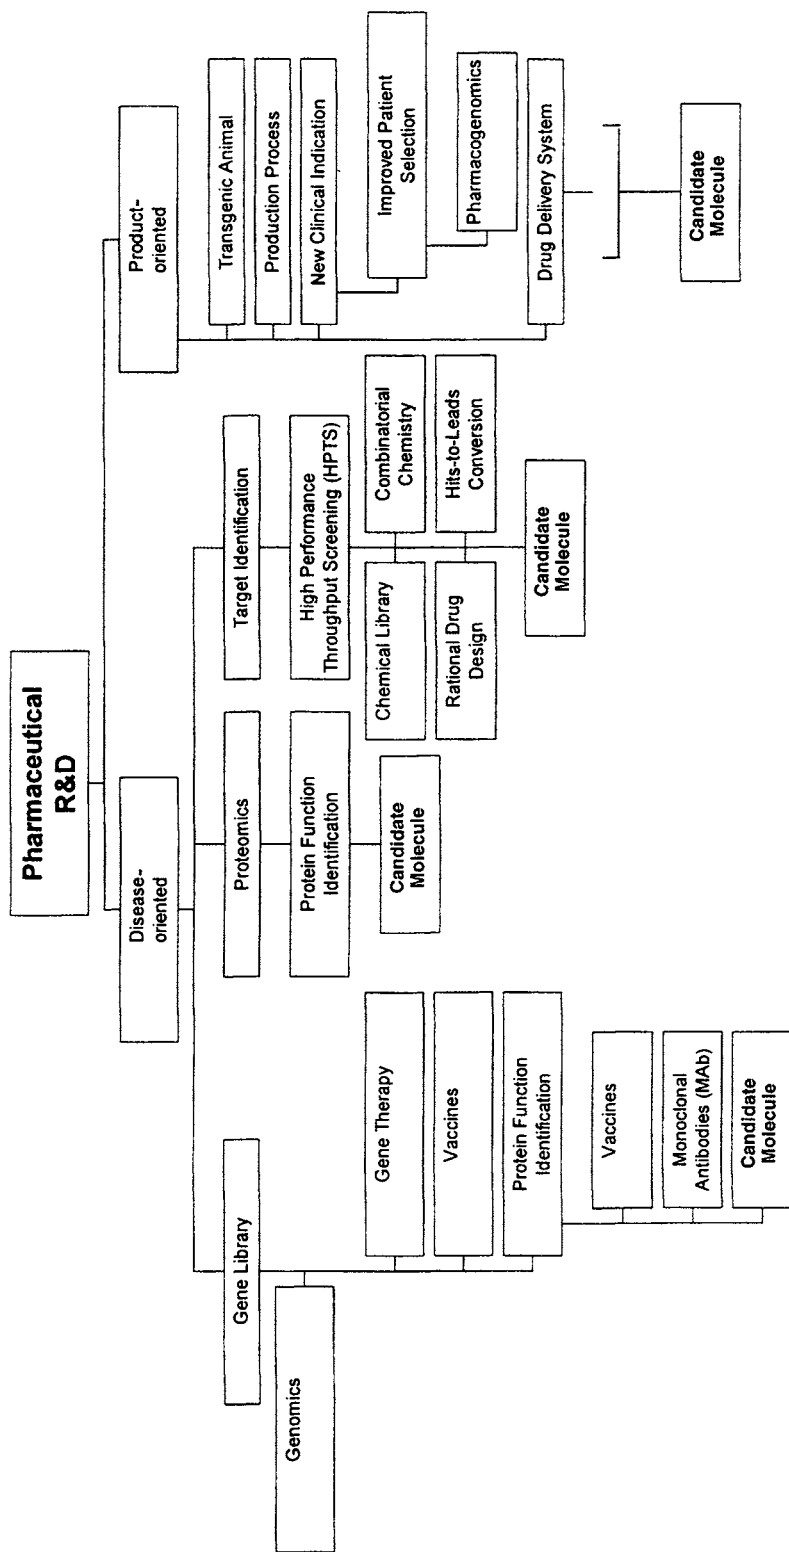 Pharmaceutical
R&D
Disease-
oriented
Product-
oriented
Gene Library
Proteomics
Target Identification
Genomics
Gene Therapy
Vaccines
Protein Function
Identification
Vaccines
Monoclonal
Antibodies (MAb)
Candidate
Molecule
Protein Function
Identification
Candidate
Molecule
High Performance
Throughput Screening (HPTS)
Chemical Library
Combinatorial
Chemistry
Rational Drug
Design
Hits-to-Leads
Conversion
Candidate
Molecule
Transgenic Animal
Production Process
New Clinical Indication
Improved Patient
Selection
Pharmacogenomics
Drug Delivery System
Candidate
Molecule